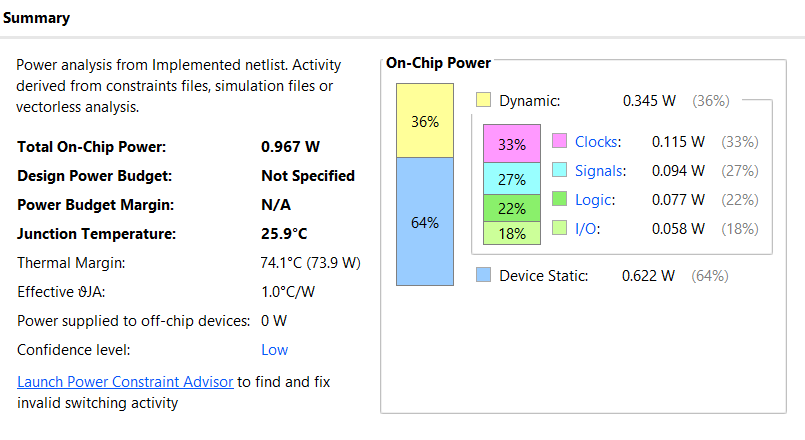 Summary
Power analysis from Implemented netlist. Activity
derived from constraints files, simulation files or
vectorless analysis.
Total On-Chip Power: 0.967 W
Design Power Budget: Not Specified
Power Budget Margin: N/A
Junction Temperature: 25.9°C
Thermal Margin: 74.1°C (73.9 W)
Effective ϑJA: 1.0°C/W
Power supplied to off-chip devices: 0 W
Confidence level: Low
Launch Power Constraint Advisor to find and fix
invalid switching activity
On-Chip Power
36%
64%
Dynamic: 0.345 W (36%)
33% Clocks: 0.115 W (33%)
27% Signals: 0.094 W (27%)
22% Logic: 0.077 W (22%)
18% I/O: 0.058 W (18%)
Device Static: 0.622 W (64%)